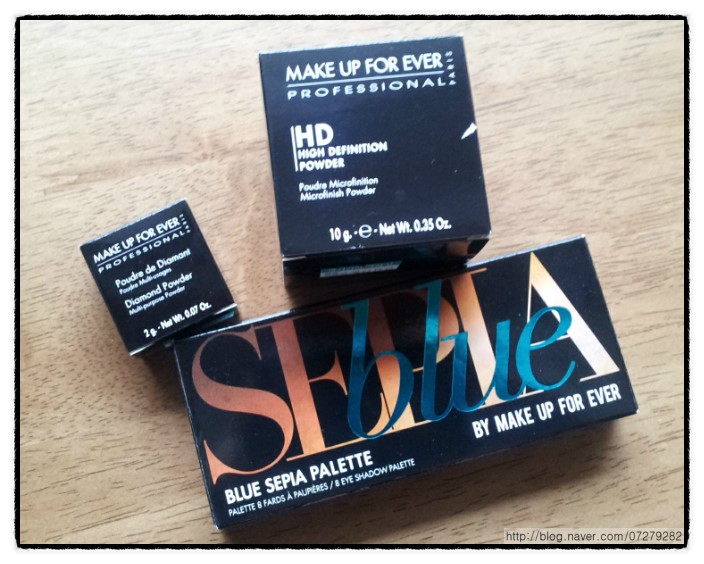 MAKE UP FOR EVER
PROFESSIONAL PARIS
HD
HIGH DEFINITION
POWDER
Poudre Microfinition
Microfinish Powder
10 g. - e - Net Wt. 0.35 Oz.
MAKE UP FOR EVER
PROFESSIONAL PARIS
Poudre de Diamant
Poudre Multi-usages
Diamond Powder
Multi-purpose Powder
2 g. - Net Wt. 0.07 Oz.
SEPIA
blue
BY MAKE UP FOR EVER
BLUE SEPIA PALETTE
PALETTE 8 FARDS À PAUPIÈRES / 8 EYE SHADOW PALETTE
http://blog.naver.com/07279282